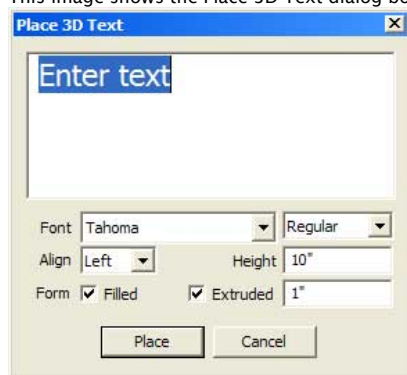 This image shows the Place 3D Text dialog bo
Place 3D Text
Enter text
Font Tahoma Regular
Align Left Height 10"
Form Filled Extruded 1"
Place Cancel